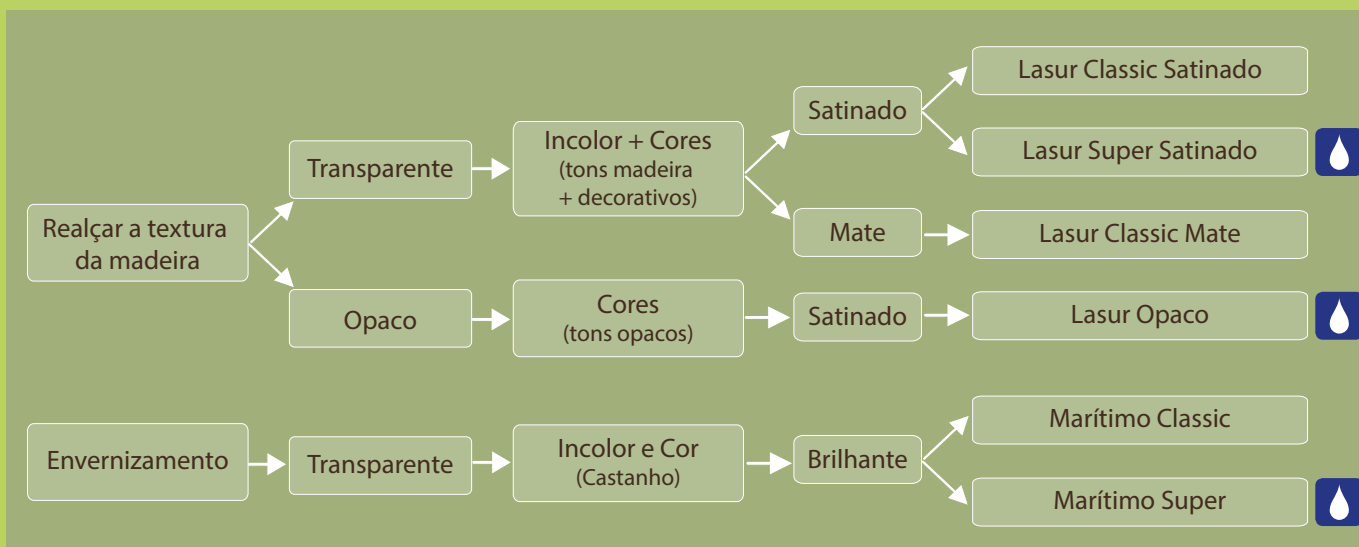 Realçar a textura
da madeira
Transparente
Incolor + Cores
(tons madeira
+ decorativos)
Satinado
Lasur Classic Satinado
Lasur Super Satinado
Mate
Lasur Classic Mate
Opaco
Cores
(tons opacos)
Satinado
Lasur Opaco
Envernizamento
Transparente
Incolor e Cor
(Castanho)
Brilhante
Marítimo Classic
Marítimo Super